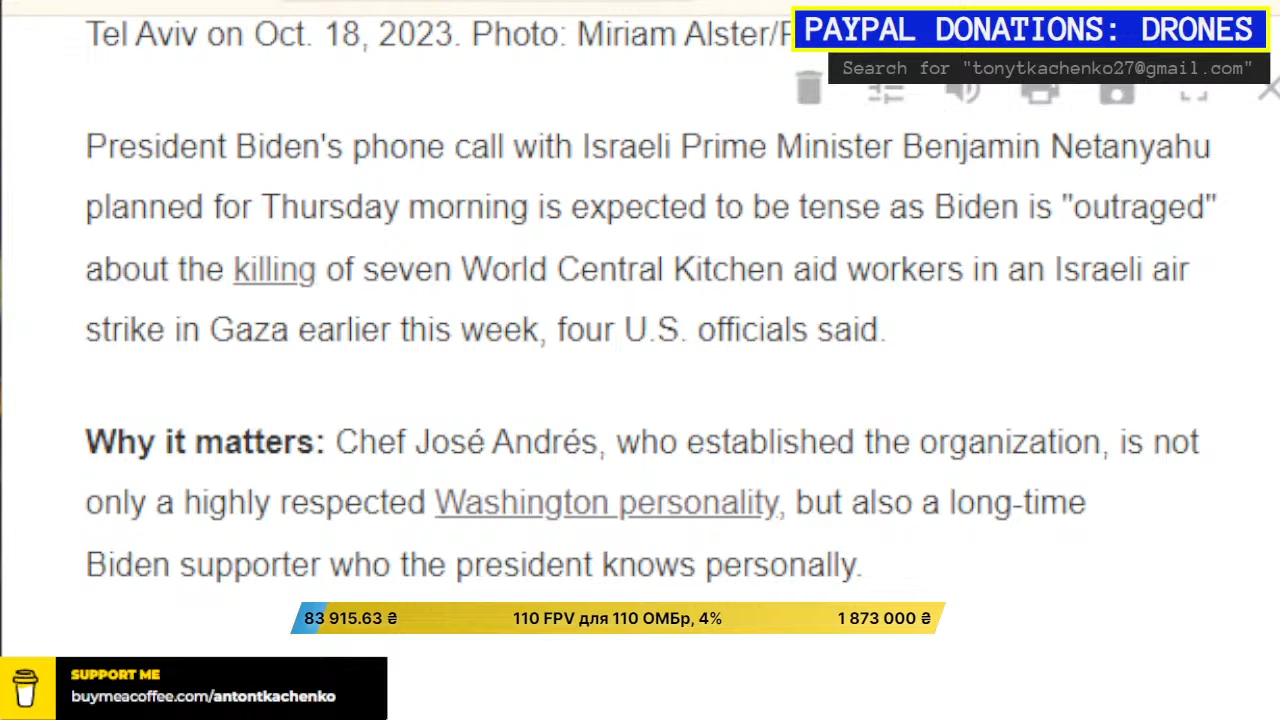 Tel Aviv on Oct. 18, 2023. Photo: Miriam Alster/
PAYPAL DONATIONS: DRONES
Search for "tonytkachenko27@gmail.com"
President Biden's phone call with Israeli Prime Minister Benjamin Netanyahu
planned for Thursday morning is expected to be tense as Biden is "outraged"
about the killing of seven World Central Kitchen aid workers in an Israeli air
strike in Gaza earlier this week, four U.S. officials said.
Why it matters: Chef José Andrés, who established the organization, is not
only a highly respected Washington personality, but also a long-time
Biden supporter who the president knows personally.
83 915.63 ₴ 110 FPV для 110 ОМБр, 4% 1 873 000 ₴
SUPPORT ME
buymeacoffee.com/antontkachenko